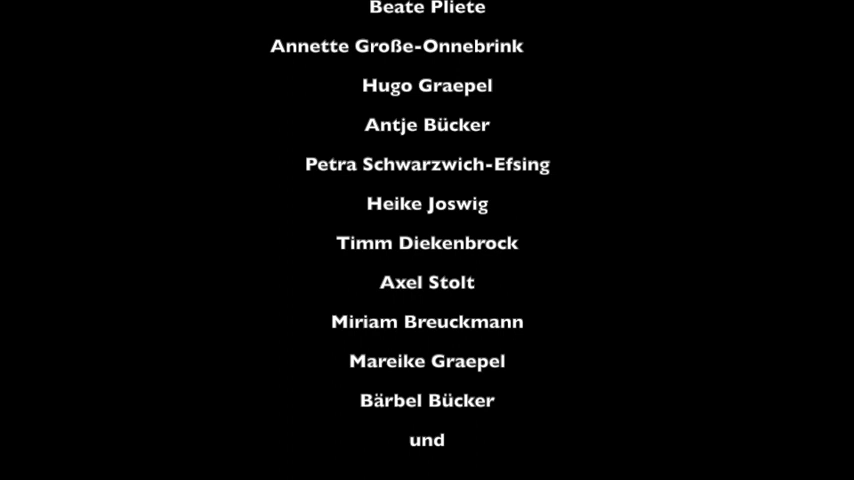 Beate Pliete
Annette Große-Onnebrink
Hugo Graepel
Antje Bücker
Petra Schwarzwich-Efsing
Heike Joswig
Timm Diekenbrock
Axel Stolt
Miriam Breuckmann
Mareike Graepel
Bärbel Bücker
und